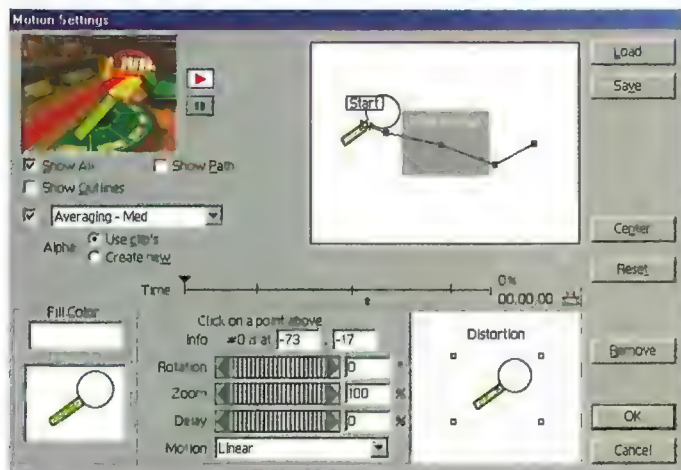 Motion Settings
Load
Save
Start
Show All
Show Path
Show Outlines
Averaging - Med
Alpha
Use clip's
Create new
Center
Reset
Time
0%
00;00;00
Fill Color
Click on a point above
Info #0 is at -73 , -17
Distortion
Rotation 0 °
Zoom 100 %
Delay 0 %
Motion Linear
Remove
OK
Cancel